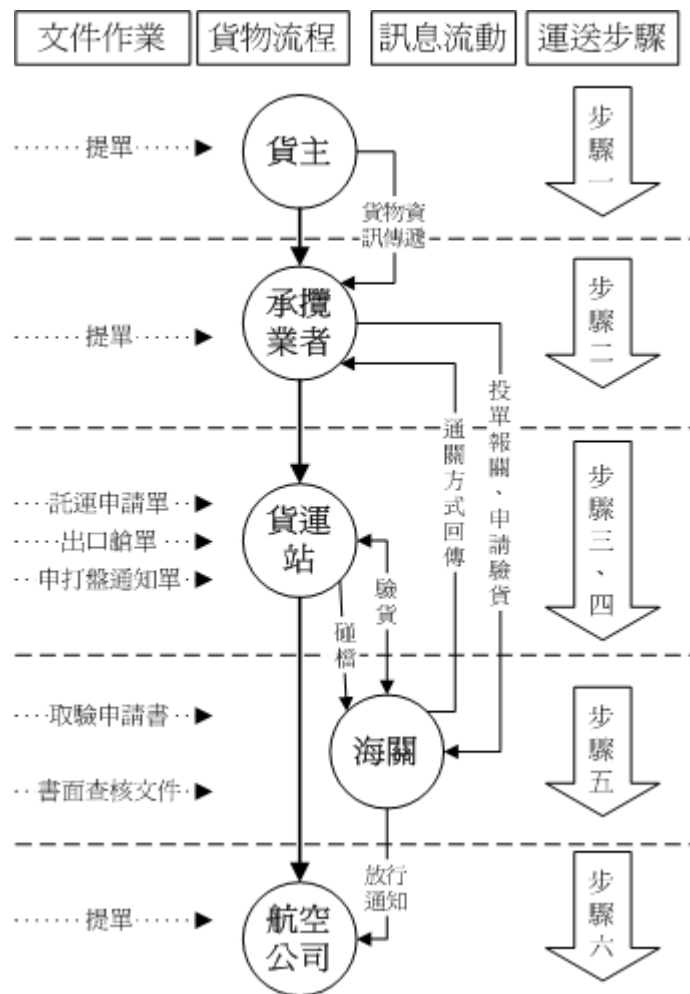 文件作業 貨物流程 訊息流動 運送步驟
提單
貨主
貨物資
訊傳遞
步驟一
提單
承攬
業者
步驟二
通關方式回傳
投單報關、申請驗貨
託運申請單
出口艙單
申打盤通知單
貨運
站
驗貨
碰檔
步驟三、四
取驗申請書
書面查核文件
海關
步驟五
放行
通知
提單
航空
公司
步驟六